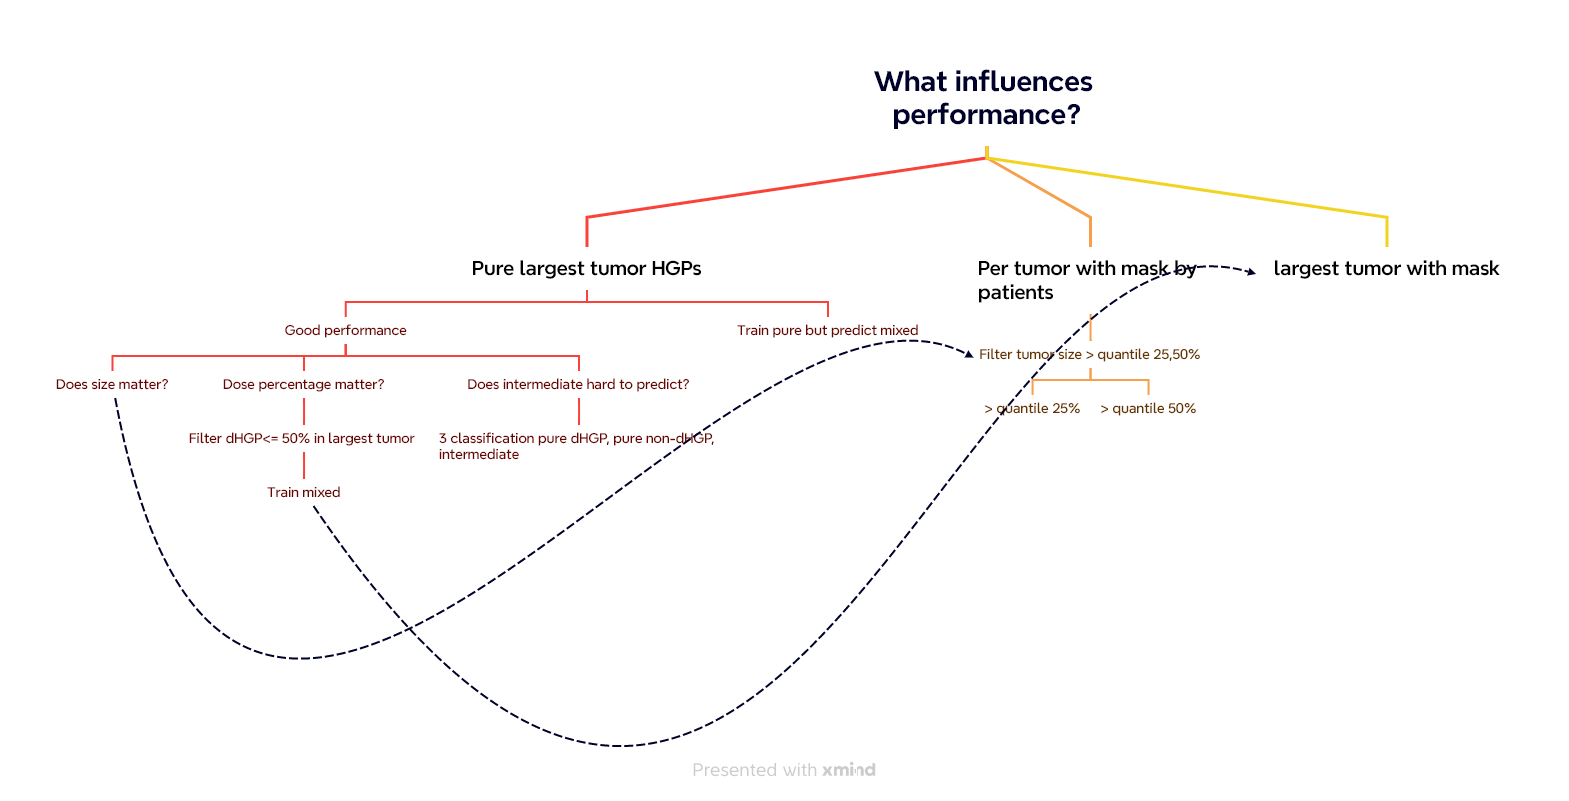 What influences
performance?
Pure largest tumor HGPs
Per tumor with mask by
patients
largest tumor with mask
Good performance
Train pure but predict mixed
Filter tumor size > quantile 25,50%
Does size matter?
Dose percentage matter?
Does intermediate hard to predict?
> quantile 25%
> quantile 50%
Filter dHGP<= 50% in largest tumor
3 classification pure dHGP, pure non-dHGP,
intermediate
Train mixed
Presented with xmind